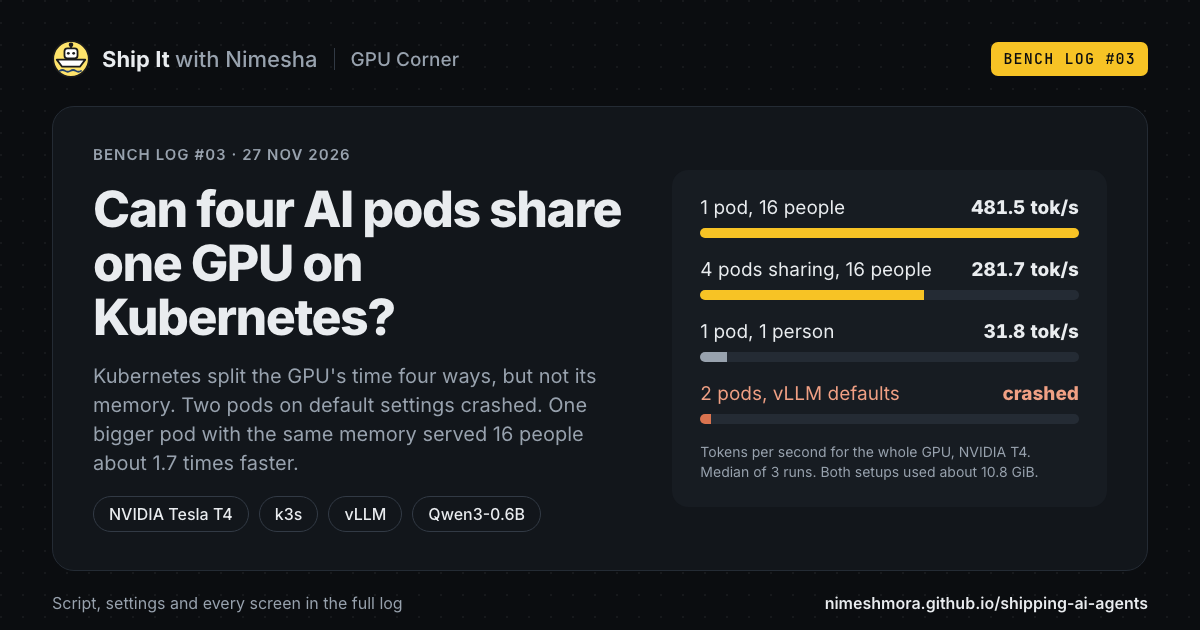 Ship It with Nimesha
GPU Corner
BENCH LOG #03
BENCH LOG #03 · 27 NOV 2026
Can four AI pods share
one GPU on
Kubernetes?
Kubernetes split the GPU's time four ways, but not its
memory. Two pods on default settings crashed. One
bigger pod with the same memory served 16 people
about 1.7 times faster.
NVIDIA Tesla T4
k3s
vLLM
Qwen3-0.6B
1 pod, 16 people 481.5 tok/s
4 pods sharing, 16 people 281.7 tok/s
1 pod, 1 person 31.8 tok/s
2 pods, vLLM defaults crashed
Tokens per second for the whole GPU, NVIDIA T4.
Median of 3 runs. Both setups used about 10.8 GiB.
Script, settings and every screen in the full log
nimeshmora.github.io/shipping-ai-agents